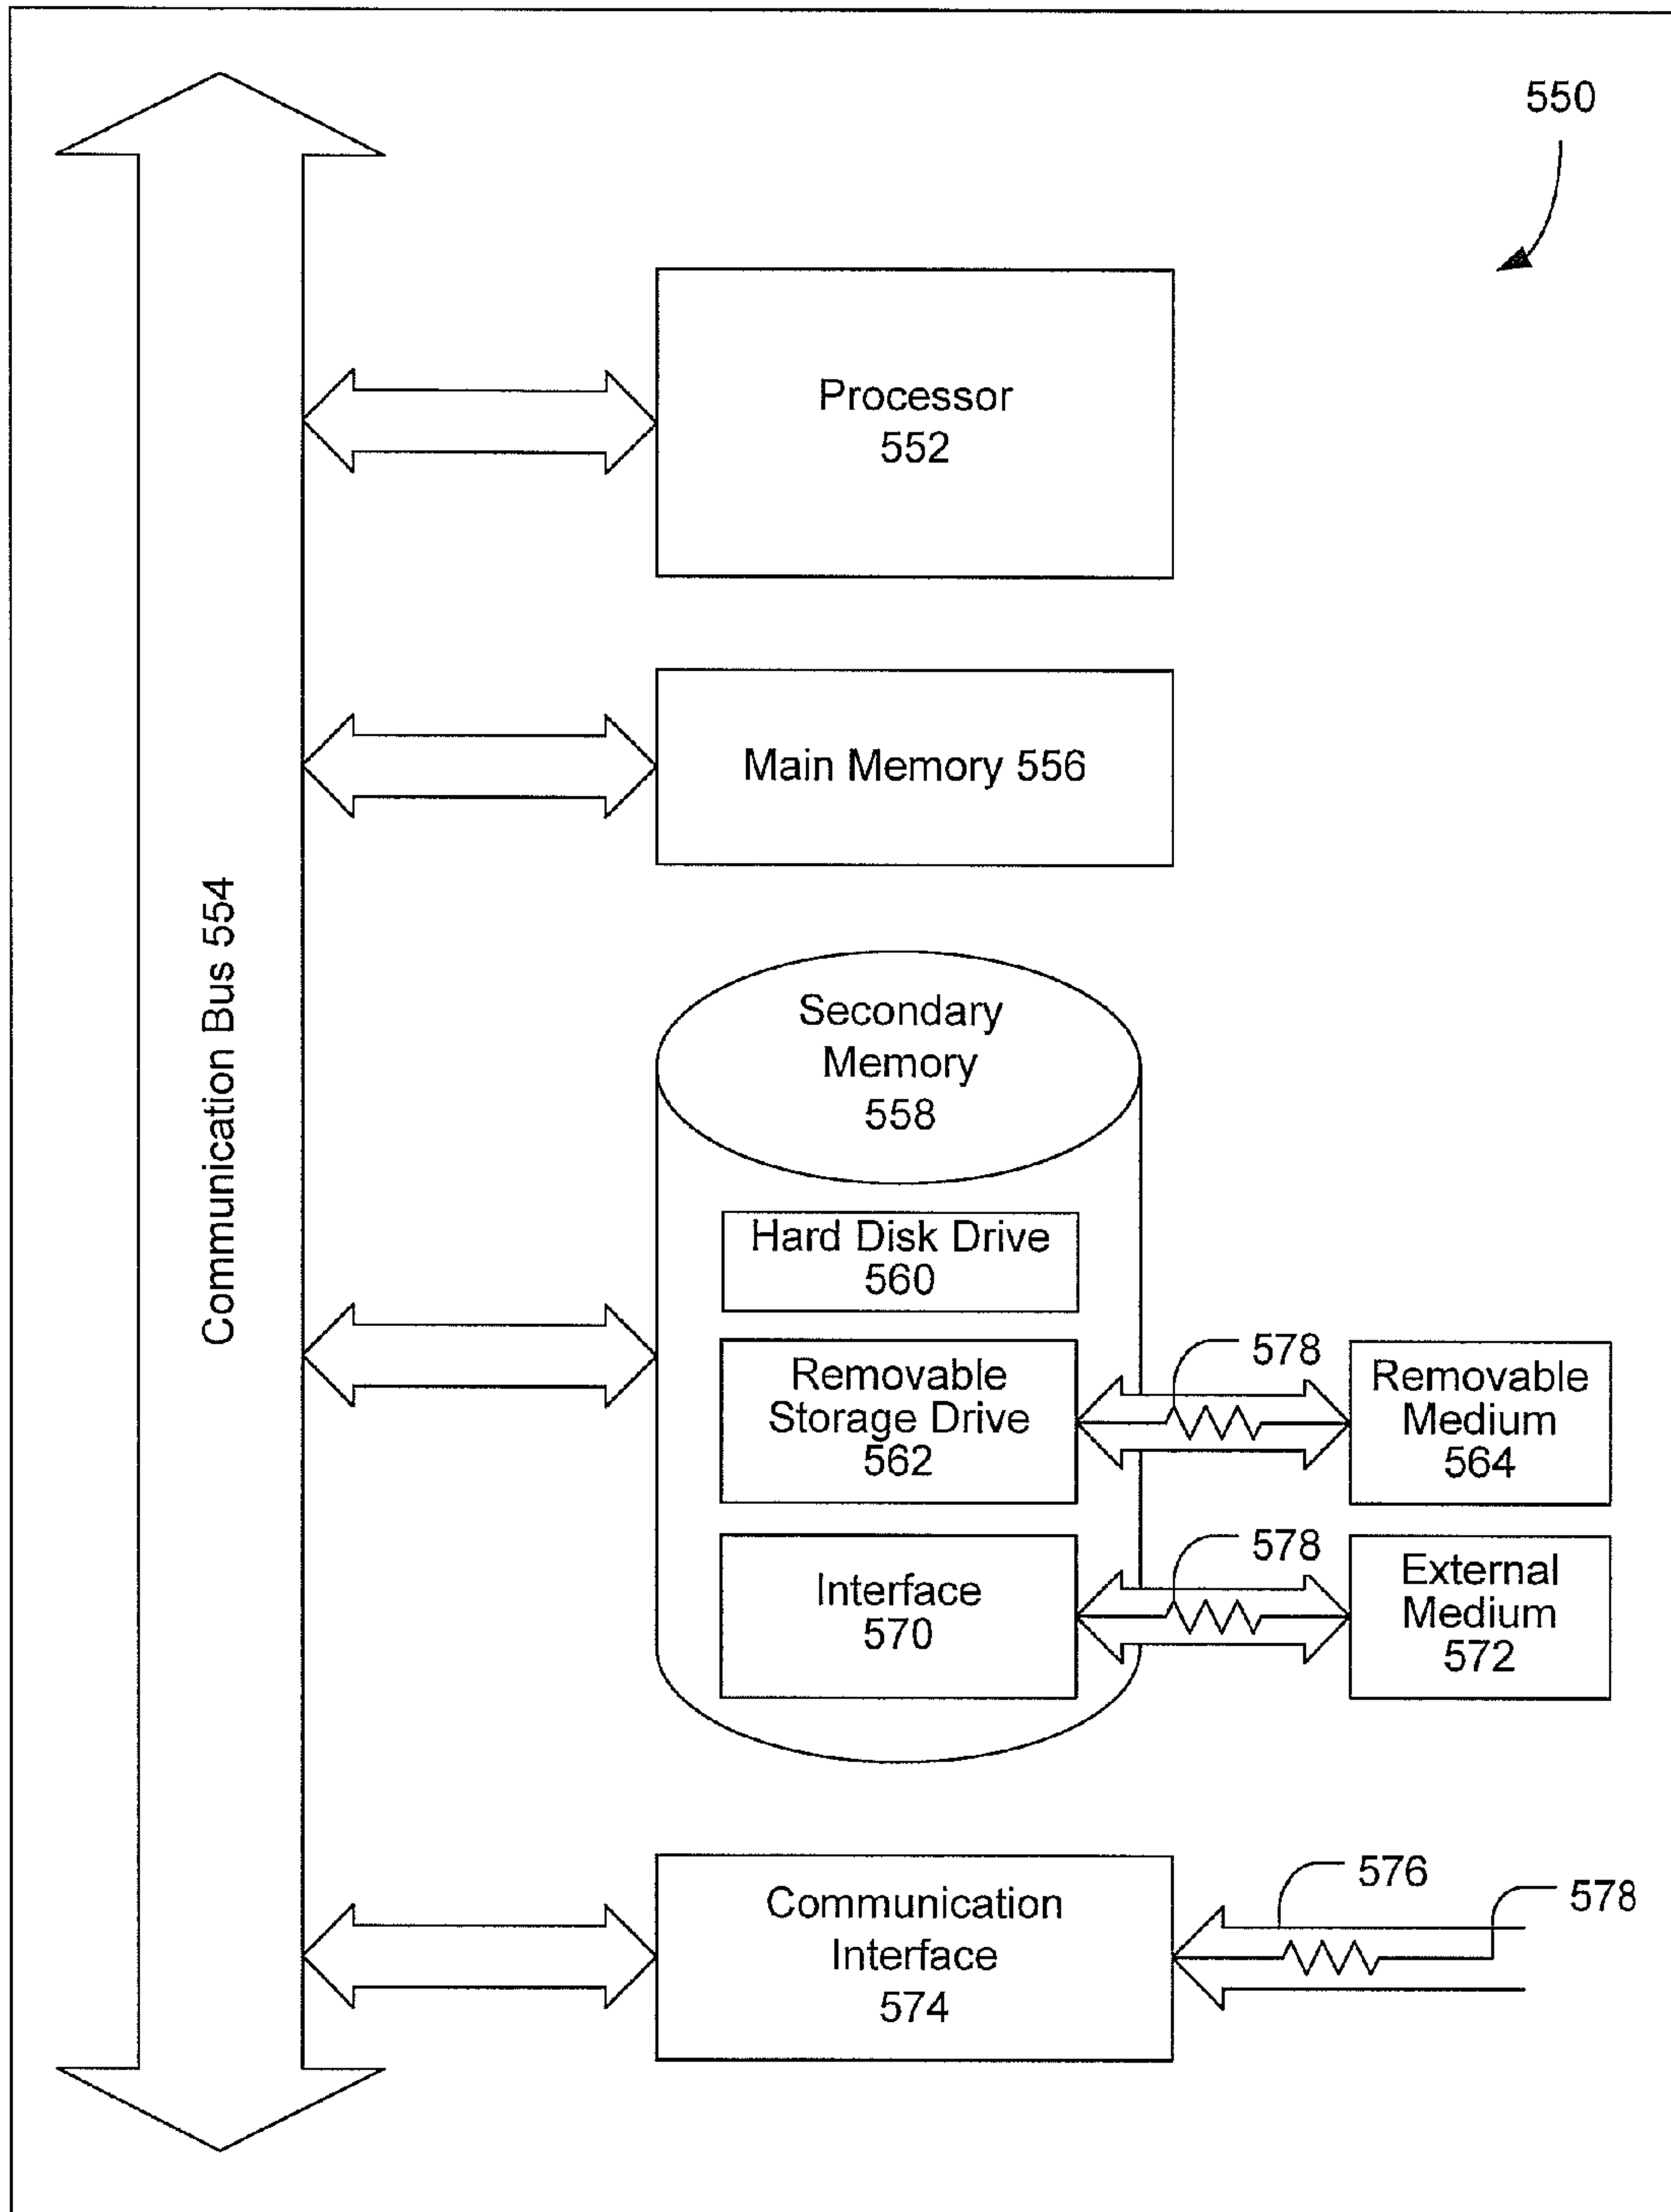 550
Processor
552
Main Memory 556
Communication Bus 554
Secondary
Memory
558
Hard Disk Drive
560
Removable
Storage Drive
562
578
Removable
Medium
564
Interface
570
578
External
Medium
572
Communication
Interface
574
576
578